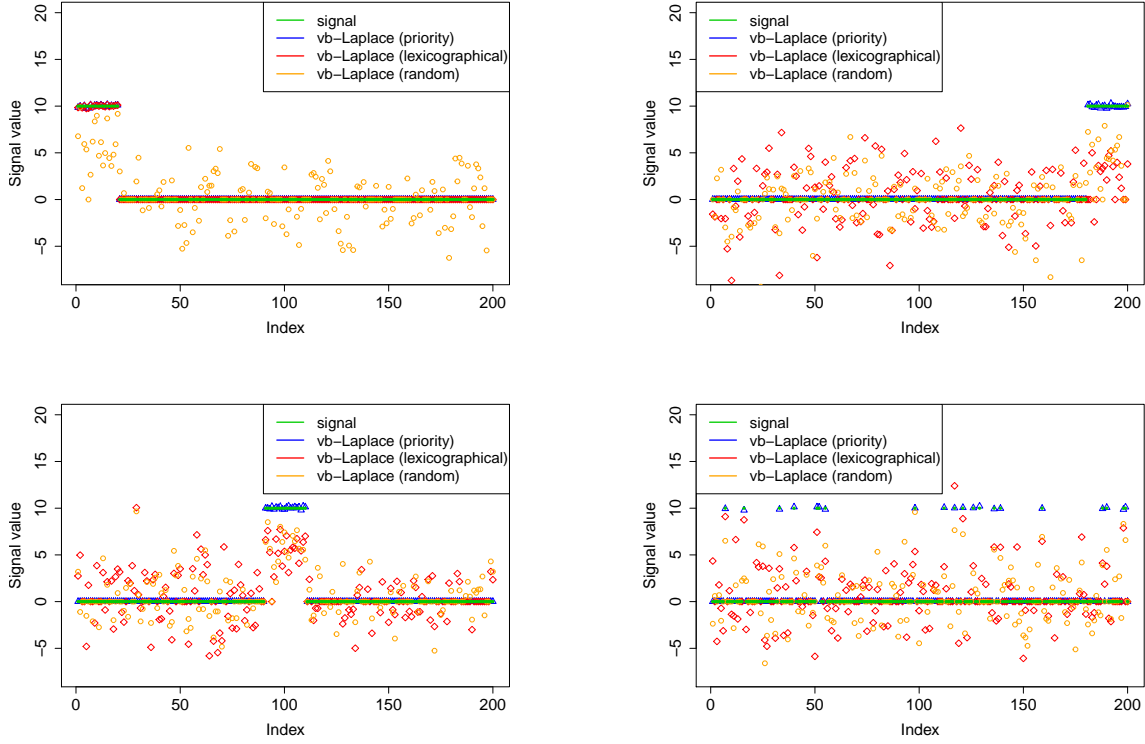 20
15
10
5
0
−5
Signal value
signal
vb−Laplace (priority)
vb−Laplace (lexicographical)
vb−Laplace (random)
0 50 100 150 200
Index
20
15
10
5
0
−5
Signal value
signal
vb−Laplace (priority)
vb−Laplace (lexicographical)
vb−Laplace (random)
0 50 100 150 200
Index
20
15
10
5
0
−5
Signal value
signal
vb−Laplace (priority)
vb−Laplace (lexicographical)
vb−Laplace (random)
0 50 100 150 200
Index
20
15
10
5
0
−5
Signal value
signal
vb−Laplace (priority)
vb−Laplace (lexicographical)
vb−Laplace (random)
0 50 100 150 200
Index